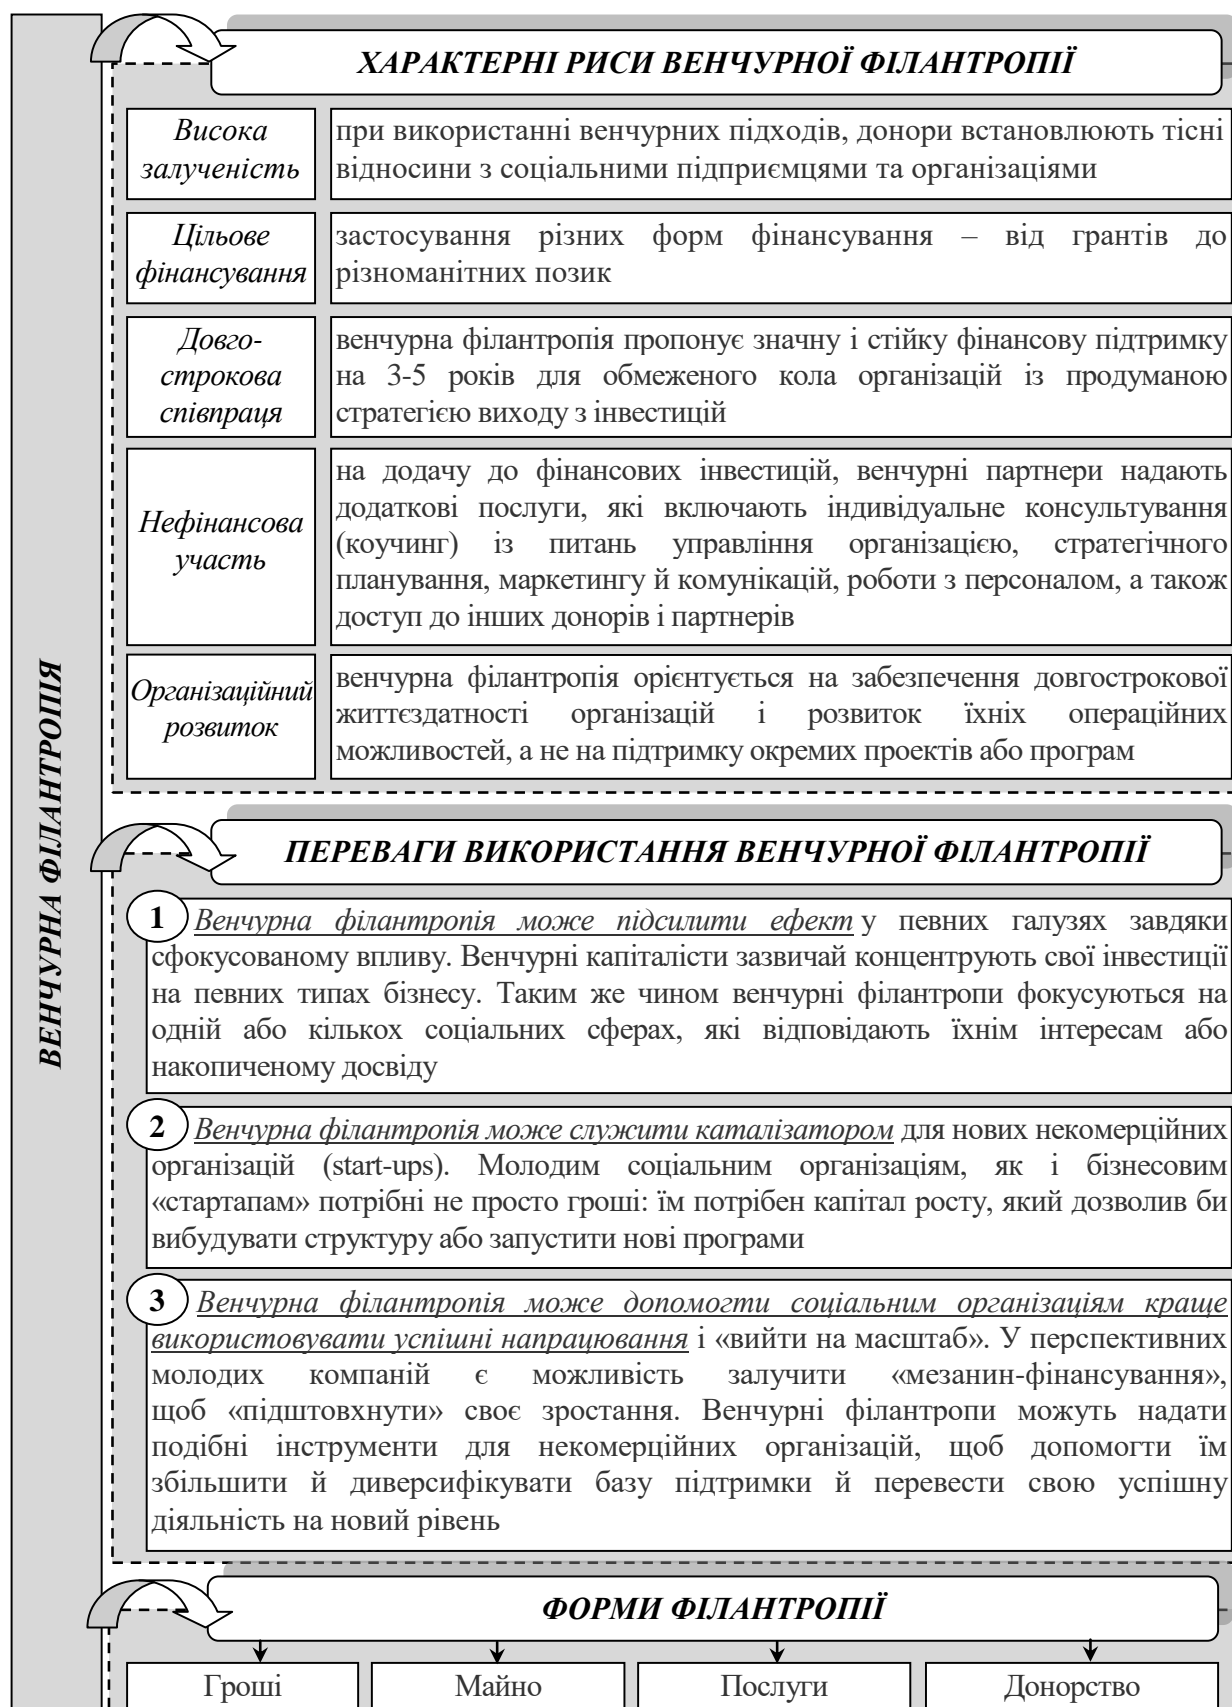 ВЕНЧУРНА ФІЛАНТРОПІЯ
ХАРАКТЕРНІ РИСИ ВЕНЧУРНОЇ ФІЛАНТРОПІЇ
Висока
залученість
при використанні венчурних підходів, донори встановлюють тісні
відносини з соціальними підприємцями та організаціями
Цільове
фінансування
застосування різних форм фінансування – від грантів до
різноманітних позик
Довго-
строкова
співпраця
венчурна філантропія пропонує значну і стійку фінансову підтримку
на 3-5 років для обмеженого кола організацій із продуманою
стратегією виходу з інвестицій
Нефінансова
участь
на додачу до фінансових інвестицій, венчурні партнери надають
додаткові послуги, які включають індивідуальне консультування
(коучинг) із питань управління організацією, стратегічного
планування, маркетингу й комунікацій, роботи з персоналом, а також
доступ до інших донорів і партнерів
Організаційний
розвиток
венчурна філантропія орієнтується на забезпечення довгострокової
життєздатності організацій і розвиток їхніх операційних
можливостей, а не на підтримку окремих проектів або програм
ПЕРЕВАГИ ВИКОРИСТАННЯ ВЕНЧУРНОЇ ФІЛАНТРОПІЇ
1 Венчурна філантропія може підсилити ефект у певних галузях завдяки
сфокусованому впливу. Венчурні капіталісти зазвичай концентрують свої інвестиції
на певних типах бізнесу. Таким же чином венчурні філантропи фокусуються на
одній або кількох соціальних сферах, які відповідають їхнім інтересам або
накопиченому досвіду
2 Венчурна філантропія може служити каталізатором для нових некомерційних
організацій (start-ups). Молодим соціальним організаціям, як і бізнесовим
«стартапам» потрібні не просто гроші: їм потрібен капітал росту, який дозволив би
вибудувати структуру або запустити нові програми
3 Венчурна філантропія може допомогти соціальним організаціям краще
використовувати успішні напрацювання і «вийти на масштаб». У перспективних
молодих компаній є можливість залучити «мезанин-фінансування»,
щоб «підштовхнути» своє зростання. Венчурні філантропи можуть надати
подібні інструменти для некомерційних організацій, щоб допомогти їм
збільшити й диверсифікувати базу підтримки й перевести свою успішну
діяльність на новий рівень
ФОРМИ ФІЛАНТРОПІЇ
Гроші
Майно
Послуги
Донорство